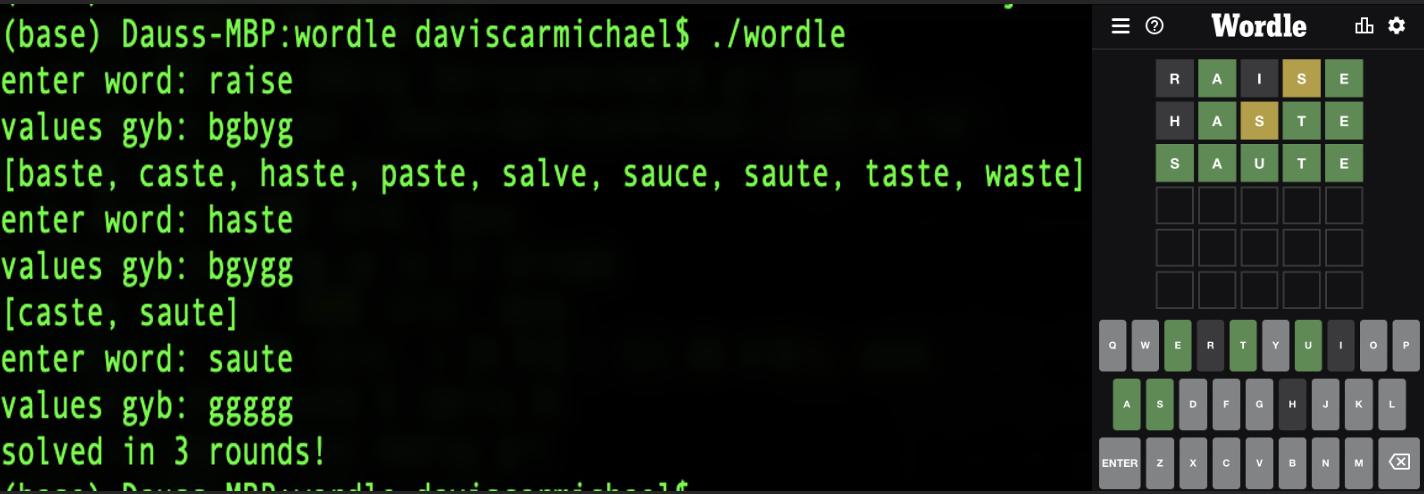 (base) Dauss-MBP:wordle daviscarmichael$ ./wordle
enter word: raise
values gyb: bgbyg
[baste, caste, haste, paste, salve, sauce, saute, taste, waste]
enter word: haste
values gyb: bgygg
[caste, saute]
enter word: saute
values gyb: ggggg
solved in 3 rounds!
(base) Dauss-MBP:wordle daviscarmichael$
Wordle
R A I S E
H A S T E
S A U T E
Q W E R T Y U I O P
A S D F G H J K L
ENTER Z X C V B N M